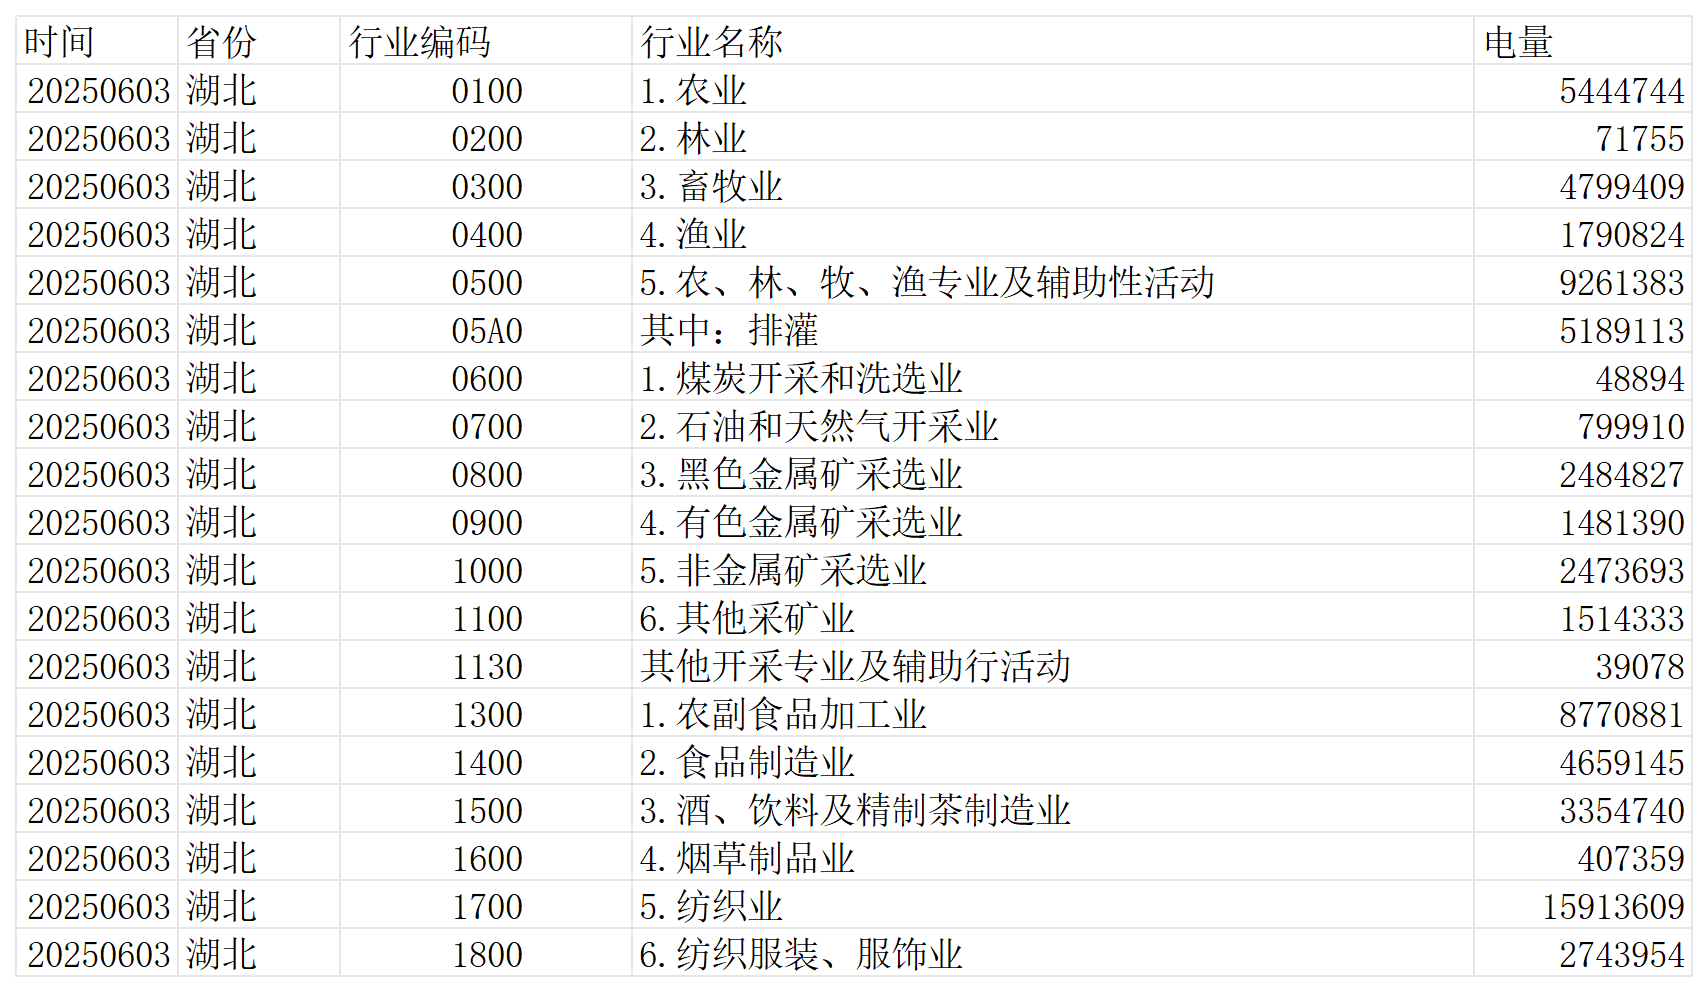 时间 省份 行业编码 行业名称 电量
20250603 湖北 0100 1.农业 5444744
20250603 湖北 0200 2.林业 71755
20250603 湖北 0300 3.畜牧业 4799409
20250603 湖北 0400 4.渔业 1790824
20250603 湖北 0500 5.农、林、牧、渔专业及辅助性活动 9261383
20250603 湖北 05A0 其中：排灌 5189113
20250603 湖北 0600 1.煤炭开采和洗选业 48894
20250603 湖北 0700 2.石油和天然气开采业 799910
20250603 湖北 0800 3.黑色金属矿采选业 2484827
20250603 湖北 0900 4.有色金属矿采选业 1481390
20250603 湖北 1000 5.非金属矿采选业 2473693
20250603 湖北 1100 6.其他采矿业 1514333
20250603 湖北 1130 其他开采专业及辅助行活动 39078
20250603 湖北 1300 1.农副食品加工业 8770881
20250603 湖北 1400 2.食品制造业 4659145
20250603 湖北 1500 3.酒、饮料及精制茶制造业 3354740
20250603 湖北 1600 4.烟草制品业 407359
20250603 湖北 1700 5.纺织业 15913609
20250603 湖北 1800 6.纺织服装、服饰业 2743954